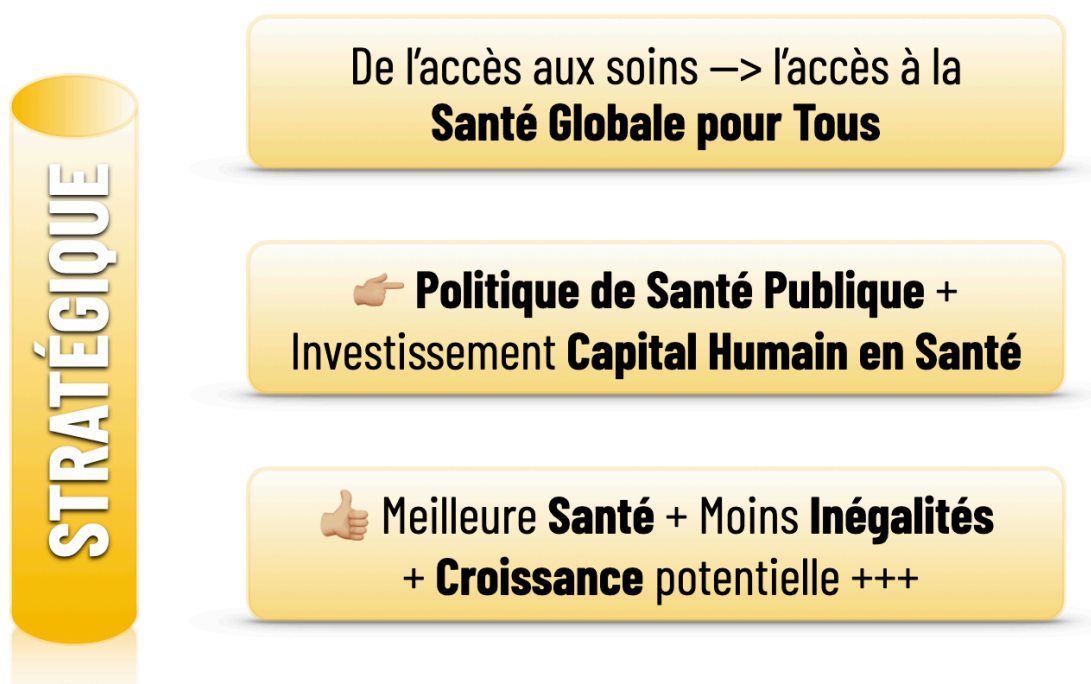 STRATÉGIQUE
De l’accès aux soins —> l’accès à la
Santé Globale pour Tous
👉🏼 Politique de Santé Publique +
Investissement Capital Humain en Santé
👍🏼 Meilleure Santé + Moins Inégalités
+ Croissance potentielle +++